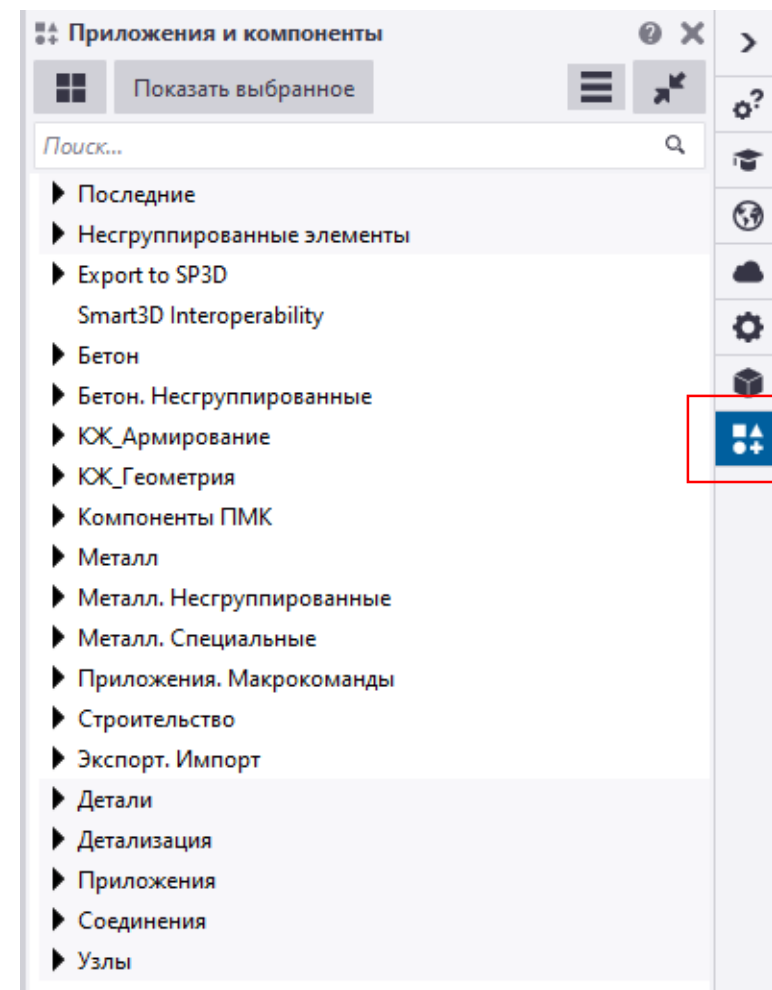 Приложения и компоненты
Показать выбранное
Поиск...
Последние
Несгруппированные элементы
Export to SP3D
Smart3D Interoperability
Бетон
Бетон. Несгруппированные
КЖ_Армирование
КЖ_Геометрия
Компоненты ПМК
Металл
Металл. Несгруппированные
Металл. Специальные
Приложения. Макрокоманды
Строительство
Экспорт. Импорт
Детали
Детализация
Приложения
Соединения
Узлы